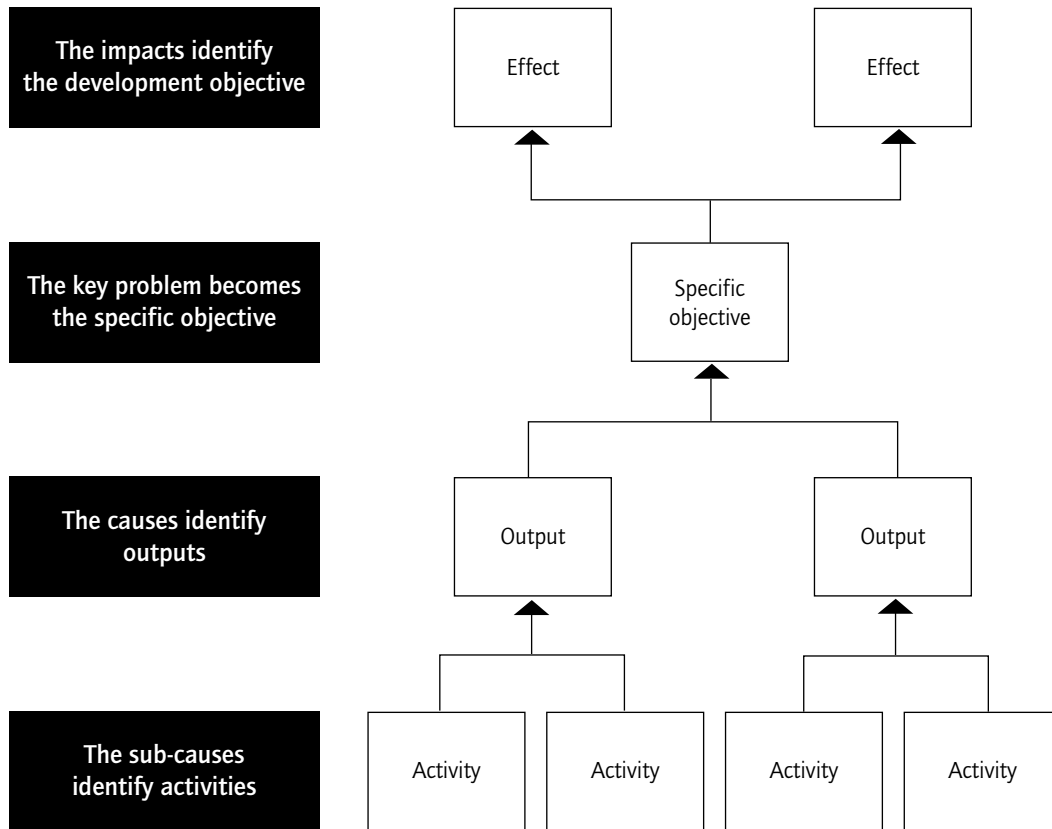 The impacts identify
the development objective
Effect
Effect
The key problem becomes
the specific objective
Specific
objective
The causes identify
outputs
Output
Output
The sub-causes
identify activities
Activity
Activity
Activity
Activity